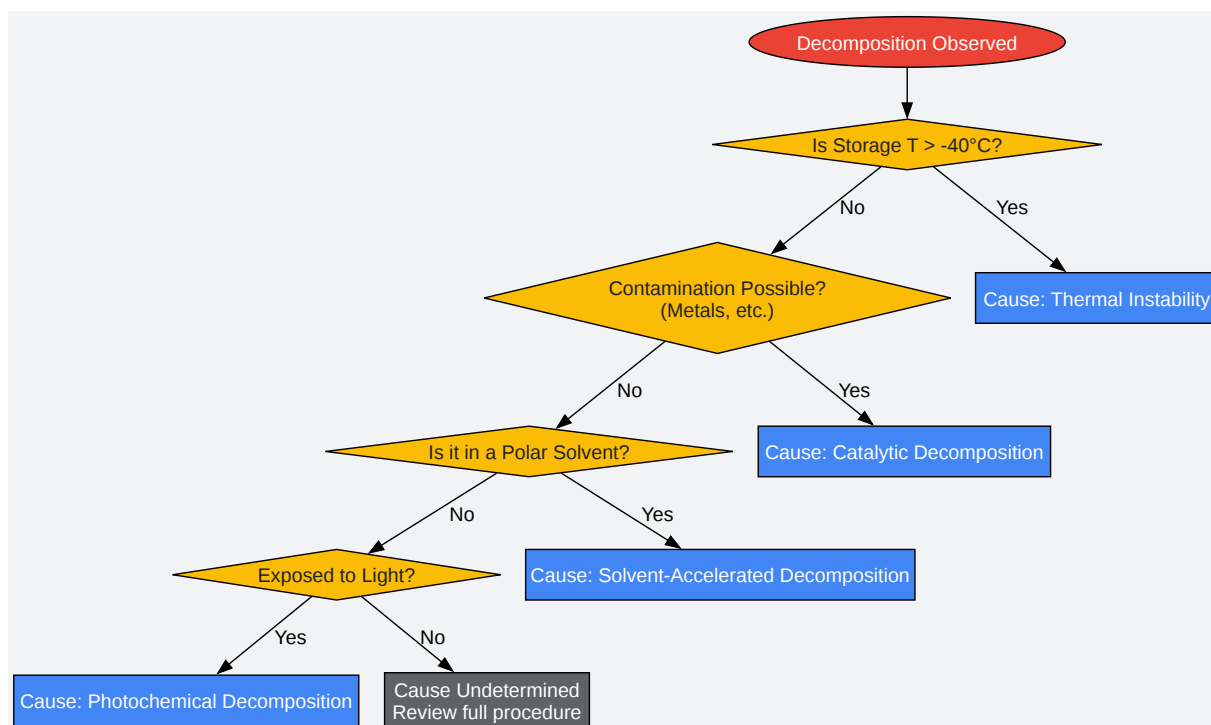 Decomposition Observed
Is Storage T > -40°C?
No
Yes
Contamination Possible?
(Metals, etc.)
Cause: Thermal Instability
No
Yes
Is it in a Polar Solvent?
Cause: Catalytic Decomposition
No
Yes
Exposed to Light?
Cause: Solvent-Accelerated Decomposition
Yes
No
Cause: Photochemical Decomposition
Cause Undetermined
Review full procedure